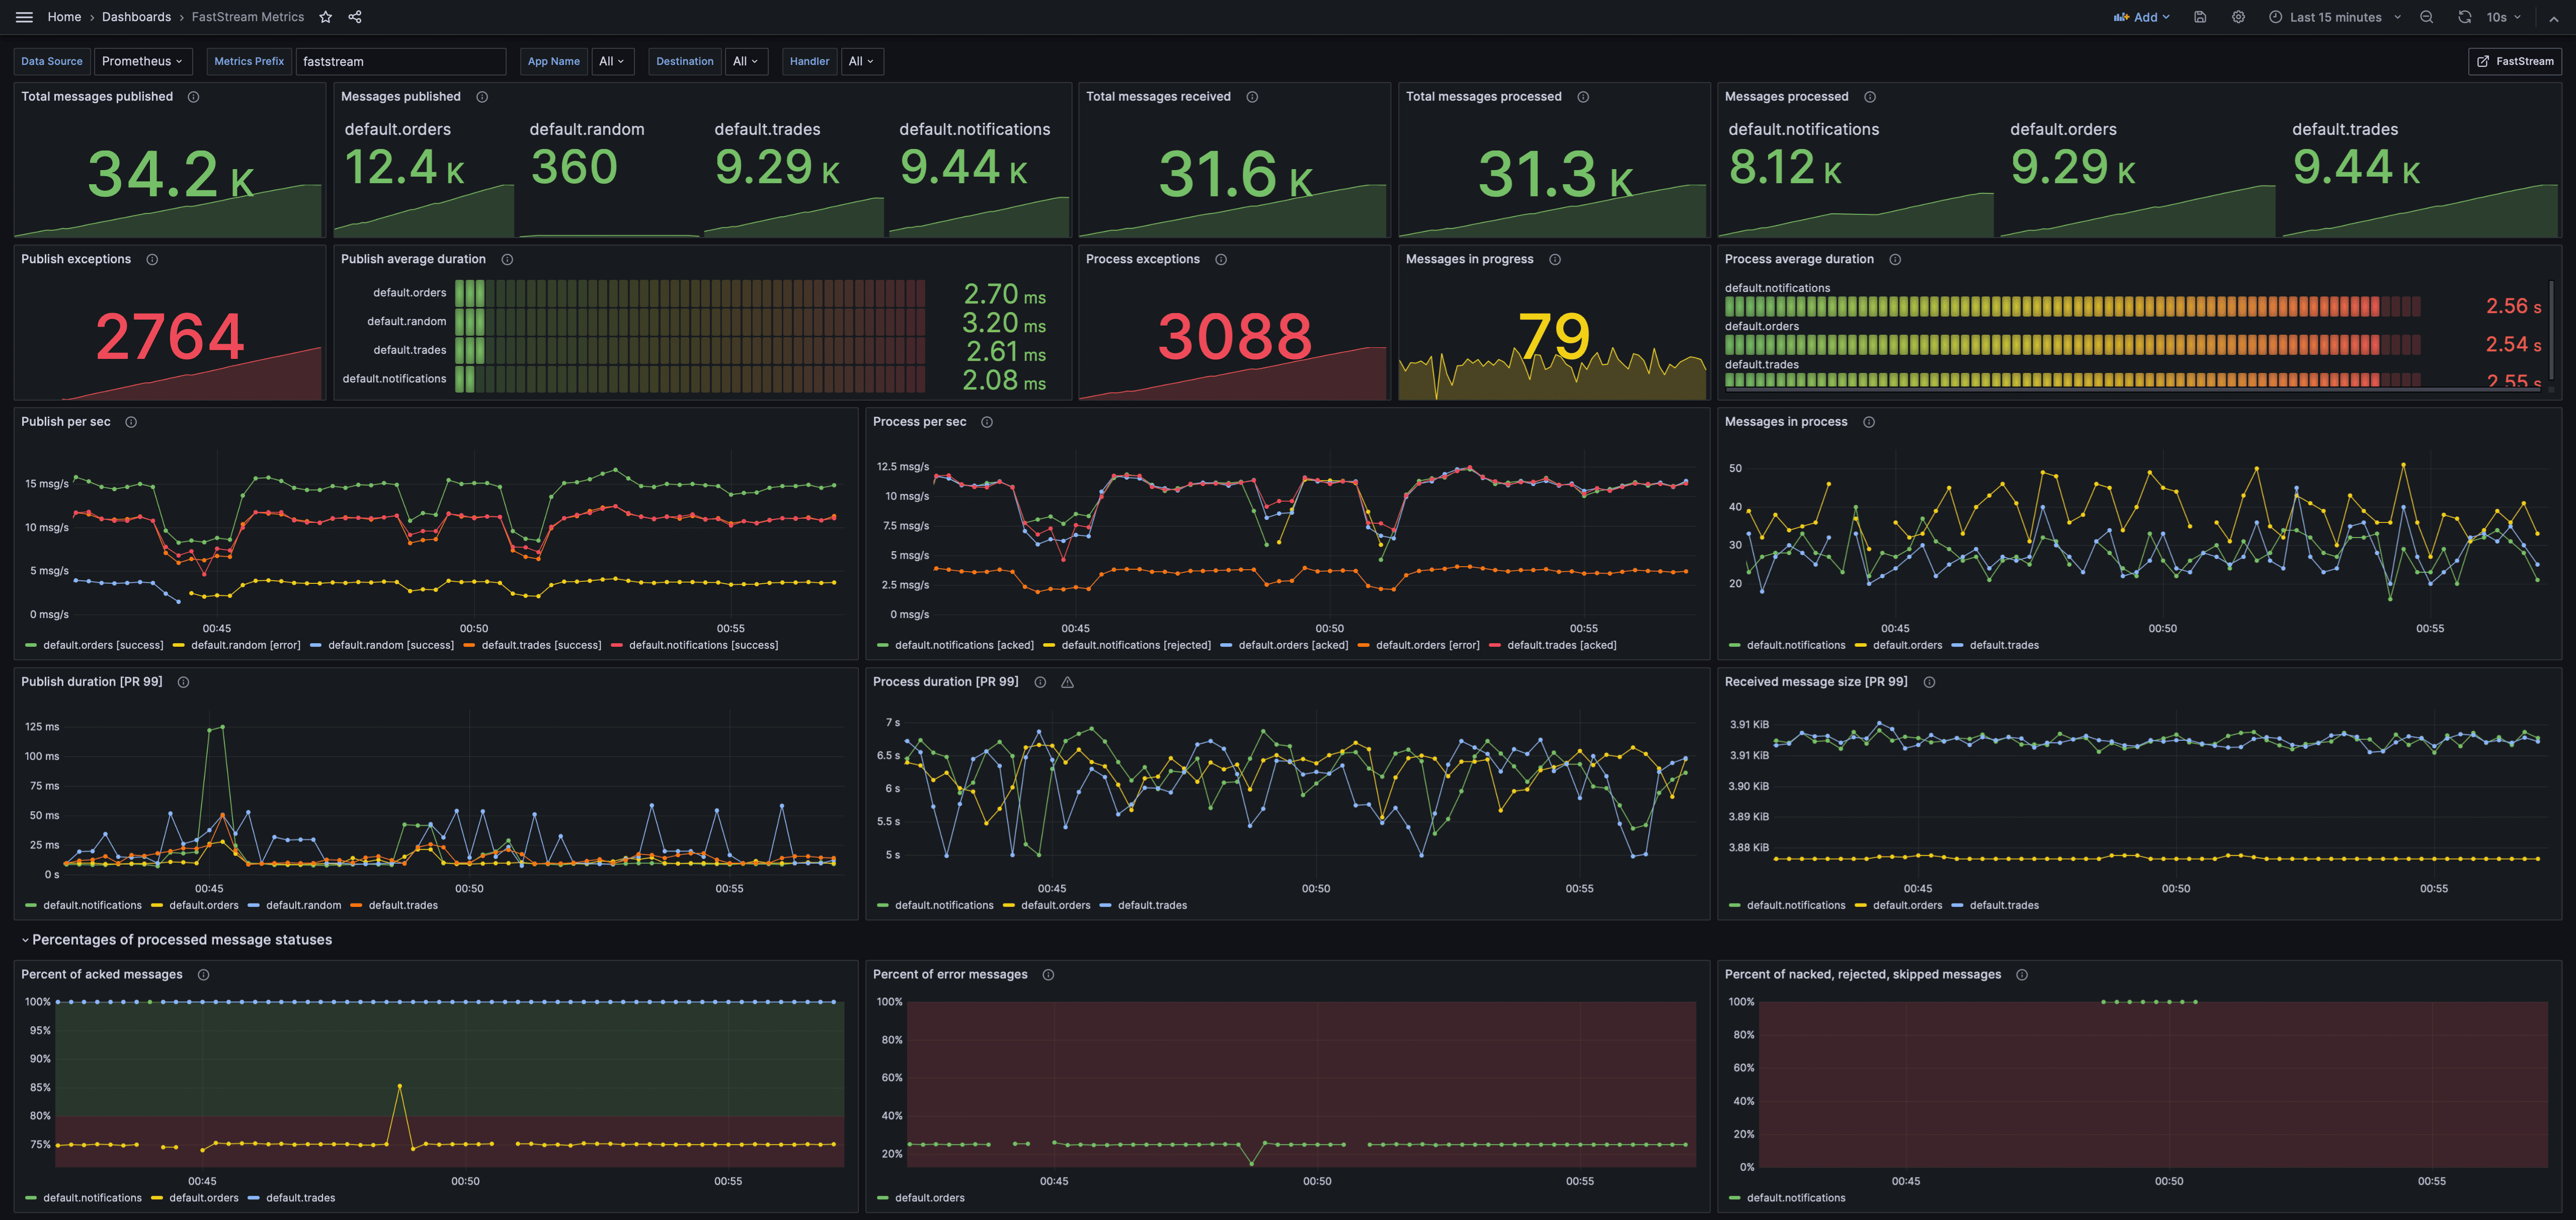 Home › Dashboards › FastStream Metrics
Add
Last 15 minutes
10s
Data Source Prometheus
Metrics Prefix faststream
App Name All
Destination All
Handler All
FastStream
Total messages published
34.2 K
Messages published
default.orders default.random default.trades default.notifications
12.4 K 360 9.29 K 9.44 K
Total messages received
31.6 K
Total messages processed
31.3 K
Messages processed
default.notifications default.orders default.trades
8.12 K 9.29 K 9.44 K
Publish exceptions
2764
Publish average duration
default.orders 2.70 ms
default.random 3.20 ms
default.trades 2.61 ms
default.notifications 2.08 ms
Process exceptions
3088
Messages in progress
79
Process average duration
default.notifications
2.56 s
default.orders
2.54 s
default.trades
2.55 s
Publish per sec
15 msg/s
10 msg/s
5 msg/s
0 msg/s
00:45 00:50 00:55
default.orders [success] default.random [error] default.random [success] default.trades [success] default.notifications [success]
Process per sec
12.5 msg/s
10 msg/s
7.5 msg/s
5 msg/s
2.5 msg/s
0 msg/s
00:45 00:50 00:55
default.notifications [acked] default.notifications [rejected] default.orders [acked] default.orders [error] default.trades [acked]
Messages in process
50
40
30
20
00:45 00:50 00:55
default.notifications default.orders default.trades
Publish duration [PR 99]
125 ms
100 ms
75 ms
50 ms
25 ms
0 s
00:45 00:50 00:55
default.notifications default.orders default.random default.trades
Process duration [PR 99]
7 s
6.5 s
6 s
5.5 s
5 s
00:45 00:50 00:55
default.notifications default.orders default.trades
Received message size [PR 99]
3.91 KiB
3.91 KiB
3.90 KiB
3.89 KiB
3.88 KiB
00:45 00:50 00:55
default.notifications default.orders default.trades
Percentages of processed message statuses
Percent of acked messages
100%
95%
90%
85%
80%
75%
00:45 00:50 00:55
default.notifications default.orders default.trades
Percent of error messages
100%
80%
60%
40%
20%
00:45 00:50 00:55
default.orders
Percent of nacked, rejected, skipped messages
100%
80%
60%
40%
20%
0%
00:45 00:50 00:55
default.notifications